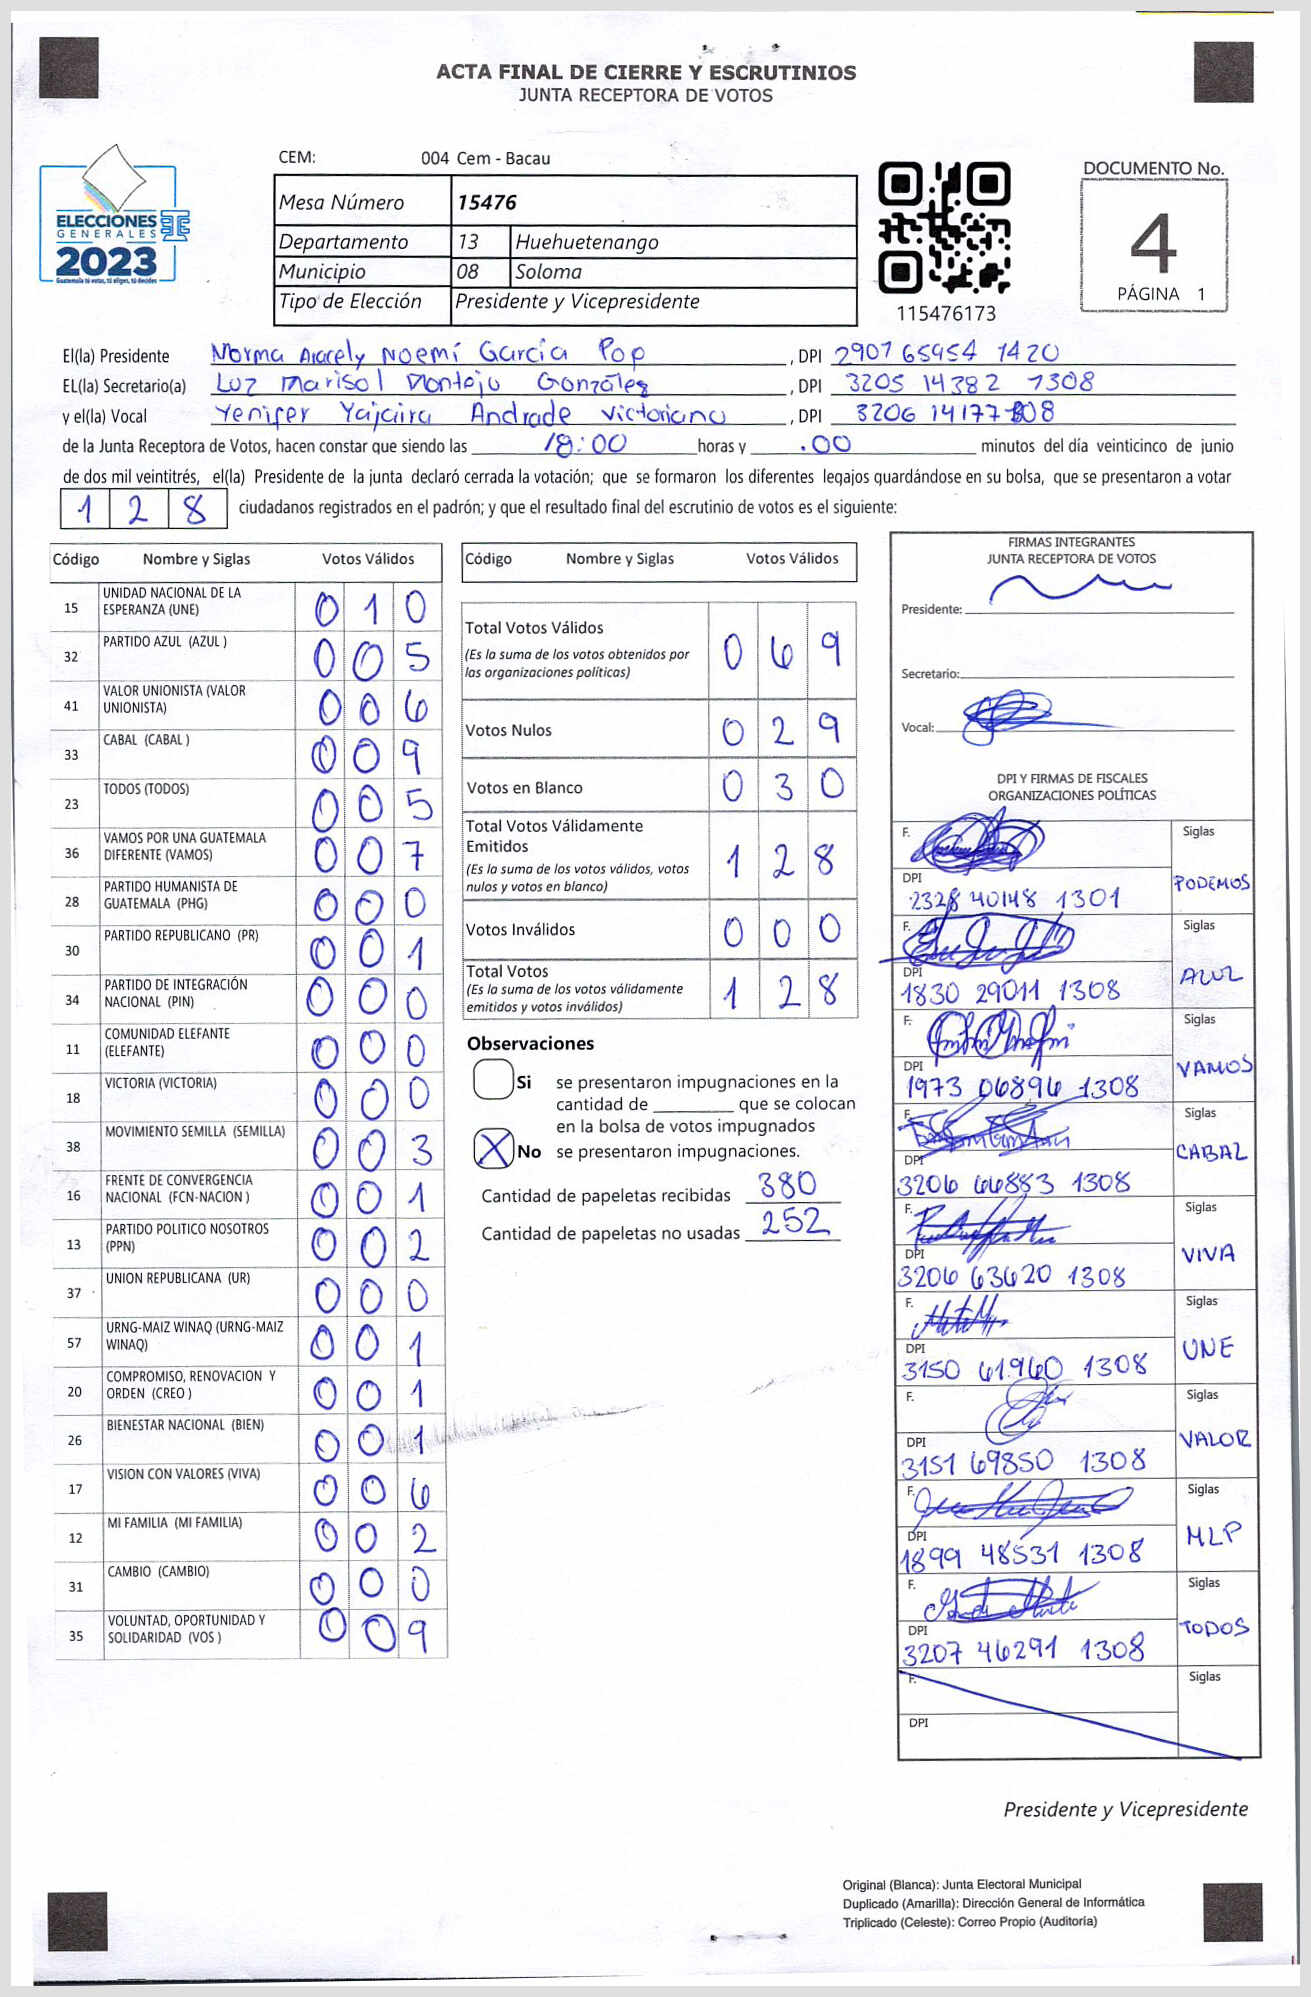 ACTA FINAL DE CIERRE Y ESCRUTINIOS
JUNTA RECEPTORA DE VOTOS
ELECCIONES
GENERALES
2023
CEM: 004 Cem - Bacau
Mesa Número 15476
Departamento 13 Huehuetenango
Municipio 08 Soloma
Tipo de Elección Presidente y Vicepresidente
115476173
DOCUMENTO No.
4
PÁGINA 1
El(la) Presidente Norma Aracely Noemí García Pop, DPI 2907 65954 1420
EL(la) Secretario(a) Luz Marisol Montejo Gonzáles, DPI 3205 14382 1308
y el(la) Vocal Yenifer Yajaira Andrade Victoriano, DPI 3206 14177 1308
de la Junta Receptora de Votos, hacen constar que siendo las 18:00 horas y .00 minutos del día veinticinco de junio
de dos mil veintitrés, el(la) Presidente de la junta declaró cerrada la votación; que se formaron los diferentes legajos guardándose en su bolsa, que se presentaron a votar
1 2 8 ciudadanos registrados en el padrón; y que el resultado final del escrutinio de votos es el siguiente:
Código Nombre y Siglas Votos Válidos
15 UNIDAD NACIONAL DE LA
ESPERANZA (UNE) 0 1 0
32 PARTIDO AZUL (AZUL ) 0 0 5
41 VALOR UNIONISTA (VALOR
UNIONISTA) 0 0 6
33 CABAL (CABAL ) 0 0 9
23 TODOS (TODOS) 0 0 5
36 VAMOS POR UNA GUATEMALA
DIFERENTE (VAMOS) 0 0 7
28 PARTIDO HUMANISTA DE
GUATEMALA (PHG) 0 0 0
30 PARTIDO REPUBLICANO (PR) 0 0 1
34 PARTIDO DE INTEGRACIÓN
NACIONAL (PIN) 0 0 0
11 COMUNIDAD ELEFANTE
(ELEFANTE) 0 0 0
18 VICTORIA (VICTORIA) 0 0 0
38 MOVIMIENTO SEMILLA (SEMILLA) 0 0 3
16 FRENTE DE CONVERGENCIA
NACIONAL (FCN-NACION ) 0 0 1
13 PARTIDO POLITICO NOSOTROS
(PPN) 0 0 2
37 UNION REPUBLICANA (UR) 0 0 0
57 URNG-MAIZ WINAQ (URNG-MAIZ
WINAQ) 0 0 1
20 COMPROMISO, RENOVACION Y
ORDEN (CREO ) 0 0 1
26 BIENESTAR NACIONAL (BIEN) 0 0 1
17 VISION CON VALORES (VIVA) 0 0 6
12 MI FAMILIA (MI FAMILIA) 0 0 2
31 CAMBIO (CAMBIO) 0 0 0
35 VOLUNTAD, OPORTUNIDAD Y
SOLIDARIDAD (VOS ) 0 0 9
Código Nombre y Siglas Votos Válidos
Total Votos Válidos 0 6 9
(Es la suma de los votos obtenidos por
las organizaciones políticas)
Votos Nulos 0 2 9
Votos en Blanco 0 3 0
Total Votos Válidamente
Emitidos 1 2 8
(Es la suma de los votos válidos, votos
nulos y votos en blanco)
Votos Inválidos 0 0 0
Total Votos 1 2 8
(Es la suma de los votos válidamente
emitidos y votos inválidos)
Observaciones
Si se presentaron impugnaciones en la
cantidad de ________ que se colocan
en la bolsa de votos impugnados
X No se presentaron impugnaciones.
Cantidad de papeletas recibidas 380
Cantidad de papeletas no usadas 252
FIRMAS INTEGRANTES
JUNTA RECEPTORA DE VOTOS
Presidente:
Secretario:
Vocal:
DPI Y FIRMAS DE FISCALES
ORGANIZACIONES POLÍTICAS
F. Siglas
DPI PODEMOS
2328 40148 1301
F. Siglas
DPI AZUL
1830 29011 1308
F. Siglas
DPI VAMOS
1973 06896 1308
F. Siglas
DPI CABAL
3206 66883 1308
F. Siglas
DPI VIVA
3206 63620 1308
F. Siglas
DPI UNE
3150 61960 1308
F. Siglas
DPI VALOR
3151 69850 1308
F. Siglas
DPI MLP
1899 48531 1308
F. Siglas
DPI TODOS
3207 46291 1308
F. Siglas
DPI
Presidente y Vicepresidente
Original (Blanca): Junta Electoral Municipal
Duplicado (Amarilla): Dirección General de Informática
Triplicado (Celeste): Correo Propio (Auditoría)